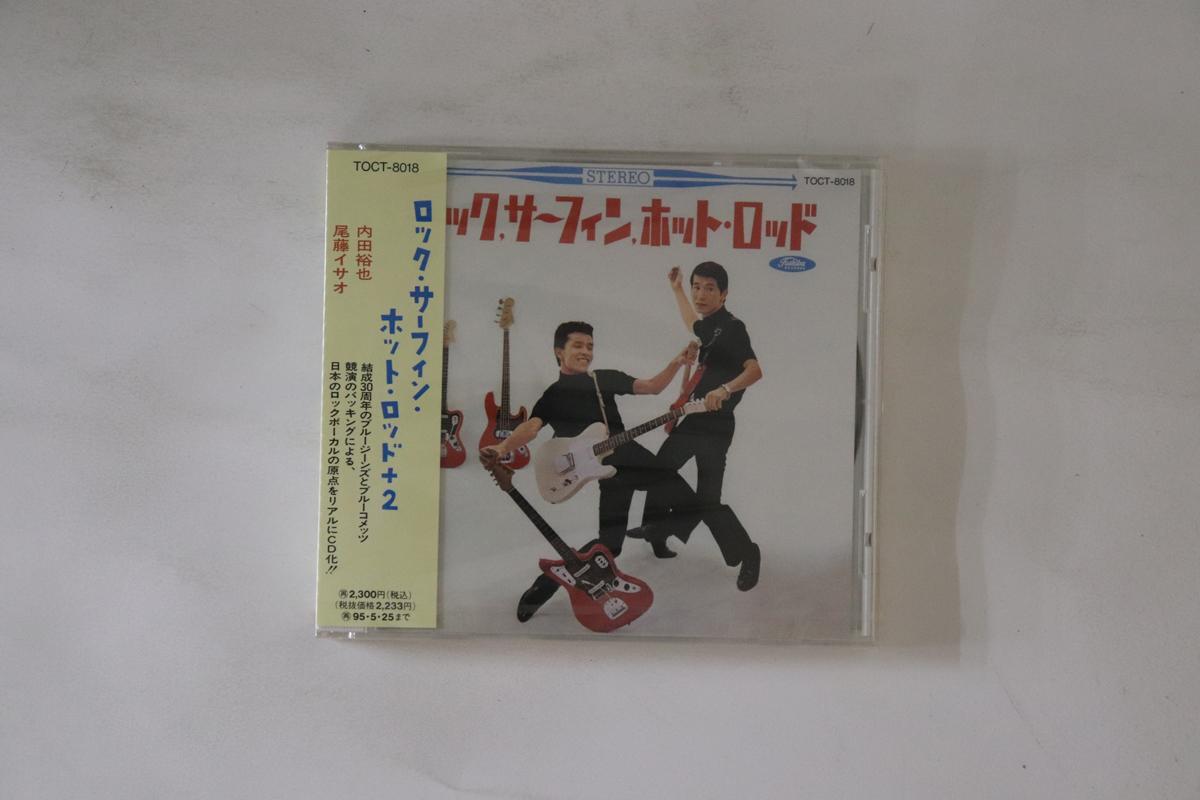 TOCT-8018
ロック・サーフィン・
ホット・ロッド+2
内田裕也
尾藤イサオ
結成30周年のブルージーンズとブルーコメッツ
競演のバッキングによる、
日本のロックボーカルの原点をリアルにCD化!!
再2,300円(税込)
(税抜価格2,233円)
再95・5・25まで
STEREO
TOCT-8018
ック,サーフィン,ホット・ロッド
Toshiba
RECORDS